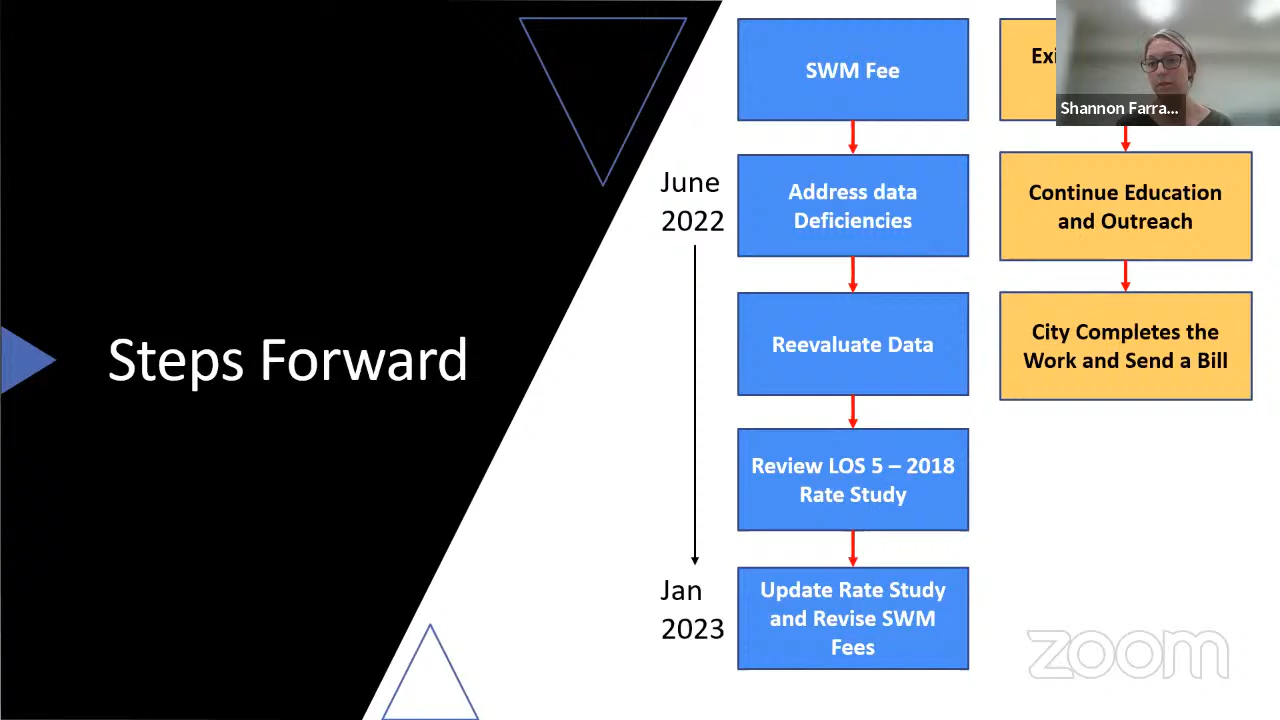 Steps Forward
June
2022
Jan
2023
SWM Fee
Address data
Deficiencies
Reevaluate Data
Review LOS 5 – 2018
Rate Study
Update Rate Study
and Revise SWM
Fees
Continue Education
and Outreach
City Completes the
Work and Send a Bill
Shannon Farra...
zoom